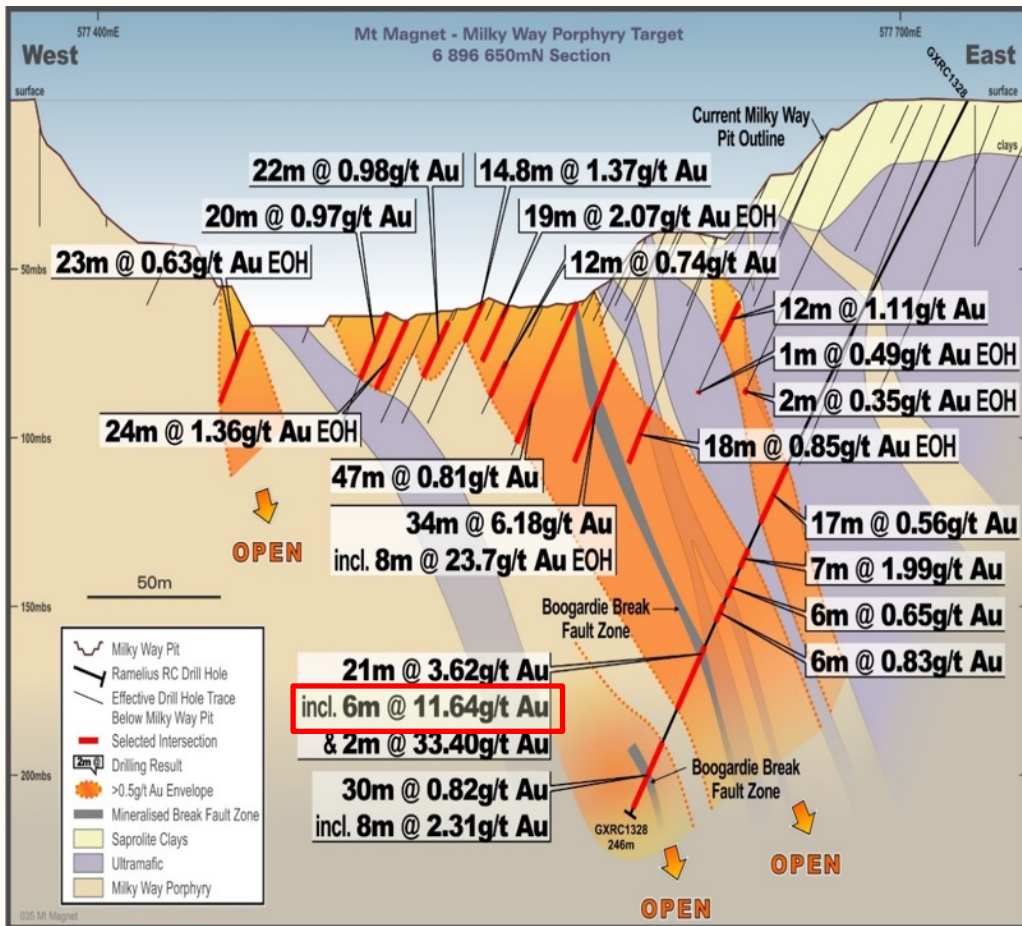 577 400mE
Mt Magnet - Milky Way Porphyry Target
6 896 650mN Section
577 700mE
West
East
GXRC1328
surface
surface
Current Milky Way
Pit Outline
clays
22m @ 0.98g/t Au
14.8m @ 1.37g/t Au
20m @ 0.97g/t Au
19m @ 2.07g/t Au EOH
23m @ 0.63g/t Au EOH
12m @ 0.74g/t Au
50mbs
12m @ 1.11g/t Au
1m @ 0.49g/t Au EOH
2m @ 0.35g/t Au EOH
24m @ 1.36g/t Au EOH
100mbs
18m @ 0.85g/t Au EOH
47m @ 0.81g/t Au
34m @ 6.18g/t Au
incl. 8m @ 23.7g/t Au EOH
17m @ 0.56g/t Au
OPEN
7m @ 1.99g/t Au
50m
6m @ 0.65g/t Au
150mbs
Boogardie Break
Fault Zone
6m @ 0.83g/t Au
21m @ 3.62g/t Au
incl. 6m @ 11.64g/t Au
& 2m @ 33.40g/t Au
200mbs
Boogardie Break
Fault Zone
30m @ 0.82g/t Au
incl. 8m @ 2.31g/t Au
GXRC1328
246m
OPEN
OPEN
Milky Way Pit
Ramelius RC Drill Hole
Effective Drill Hole Trace
Below Milky Way Pit
Selected Intersection
2m @
Drilling Result
>0.5g/t Au Envelope
Mineralised Break Fault Zone
Saprolite Clays
Ultramafic
Milky Way Porphyry
035 Mt Magnet